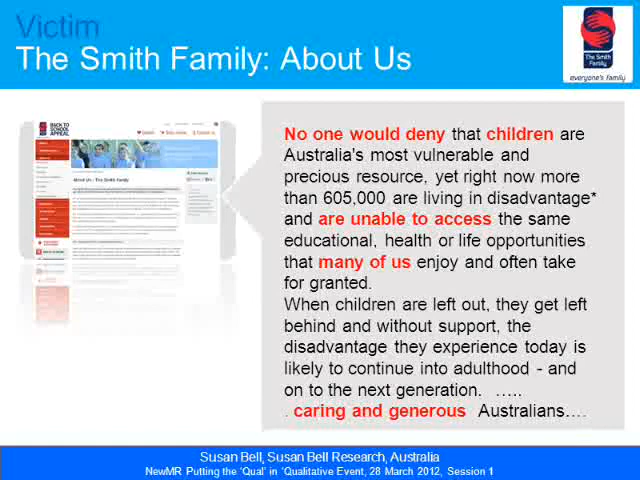 Victim
The Smith Family: About Us
The Smith
Family
everyone's family
BACK TO
SCHOOL
APPEAL
About Us - The Smith Family
No one would deny that children are
Australia's most vulnerable and
precious resource, yet right now more
than 605,000 are living in disadvantage*
and are unable to access the same
educational, health or life opportunities
that many of us enjoy and often take
for granted.
When children are left out, they get left
behind and without support, the
disadvantage they experience today is
likely to continue into adulthood - and
on to the next generation. .....
. caring and generous Australians....
Susan Bell, Susan Bell Research, Australia
NewMR Putting the 'Qual' in 'Qualitative Event, 28 March 2012, Session 1